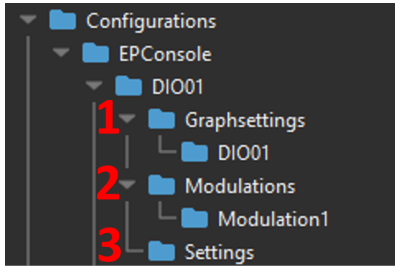 Configurations
EPConsole
DIO01
1 Graphsettings
DIO01
2 Modulations
Modulation1
3 Settings